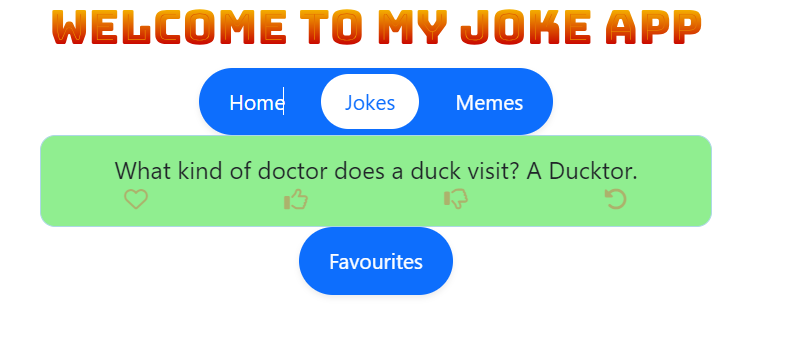 WELCOME TO MY JOKE APP
Home Jokes Memes
What kind of doctor does a duck visit? A Ducktor.
Favourites